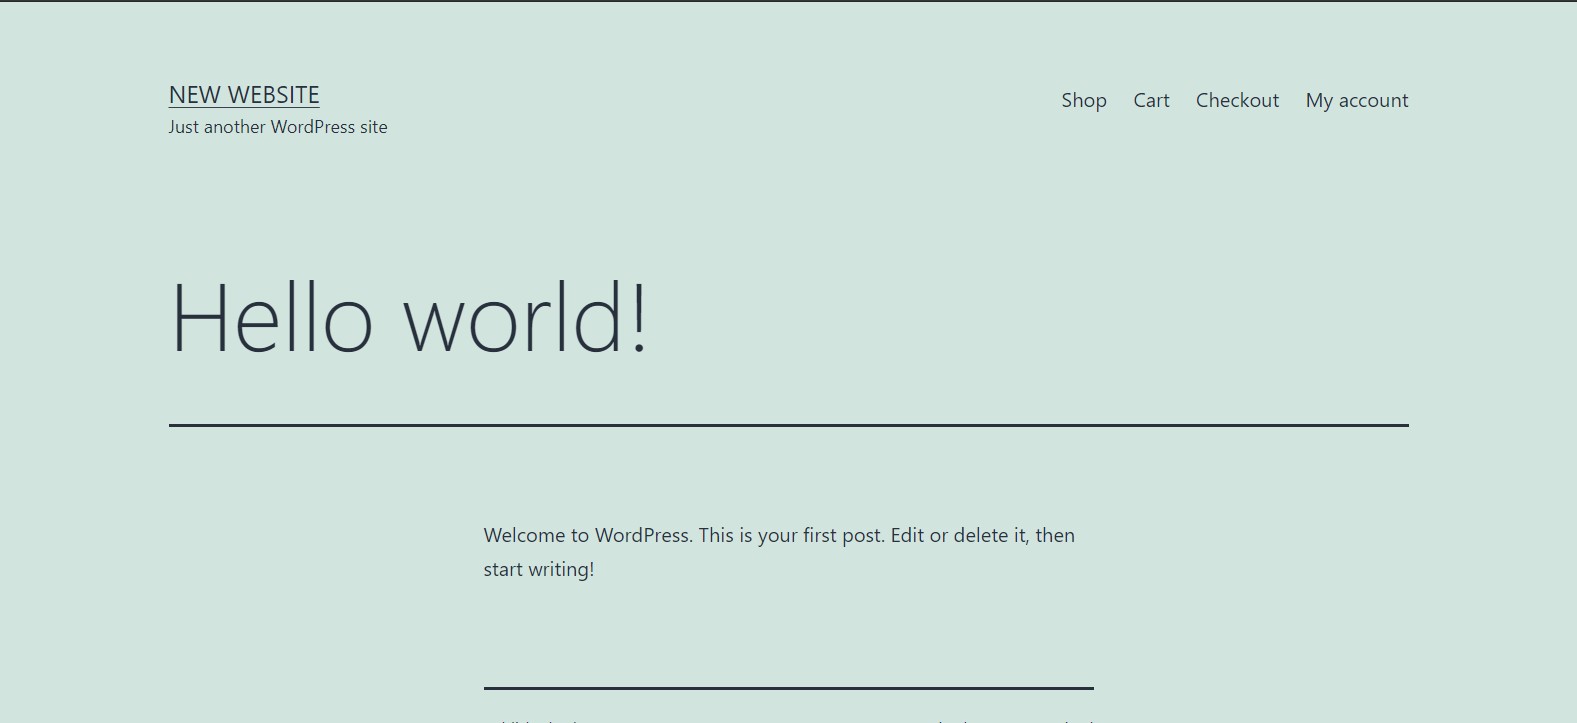 NEW WEBSITE
Just another WordPress site
Shop Cart Checkout My account
Hello world!
Welcome to WordPress. This is your first post. Edit or delete it, then
start writing!